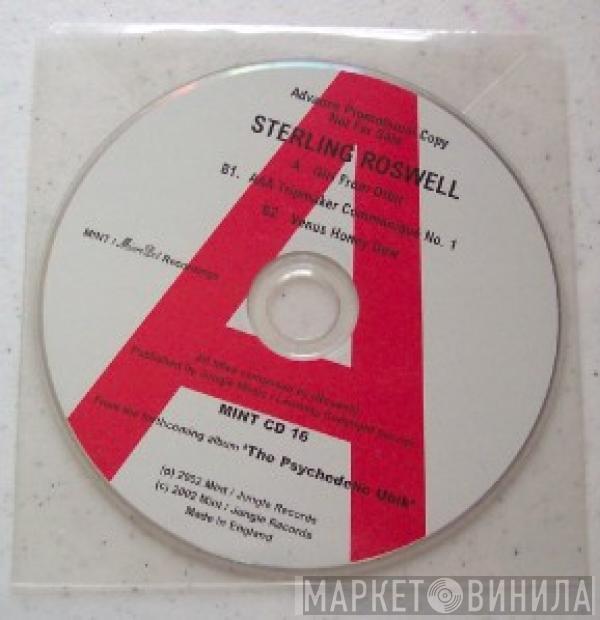 Advance Promotional Copy
Not For Sale
STERLING ROSWELL
A. Girl From Orbit
B1. AKA Tripmaker Communique No. 1
B2. Venus Honey Dew
MINT / Recordings
All titles composed by (Roswell)
Published by Jungle Music /
MINT CD 16
From the forthcoming album "The Psychedelic Ubik"
(p) 2002 Mint / Jungle Records
(c) 2002 Mint / Jungle Records
Made in England
МАРКЕТ ВИНИЛА